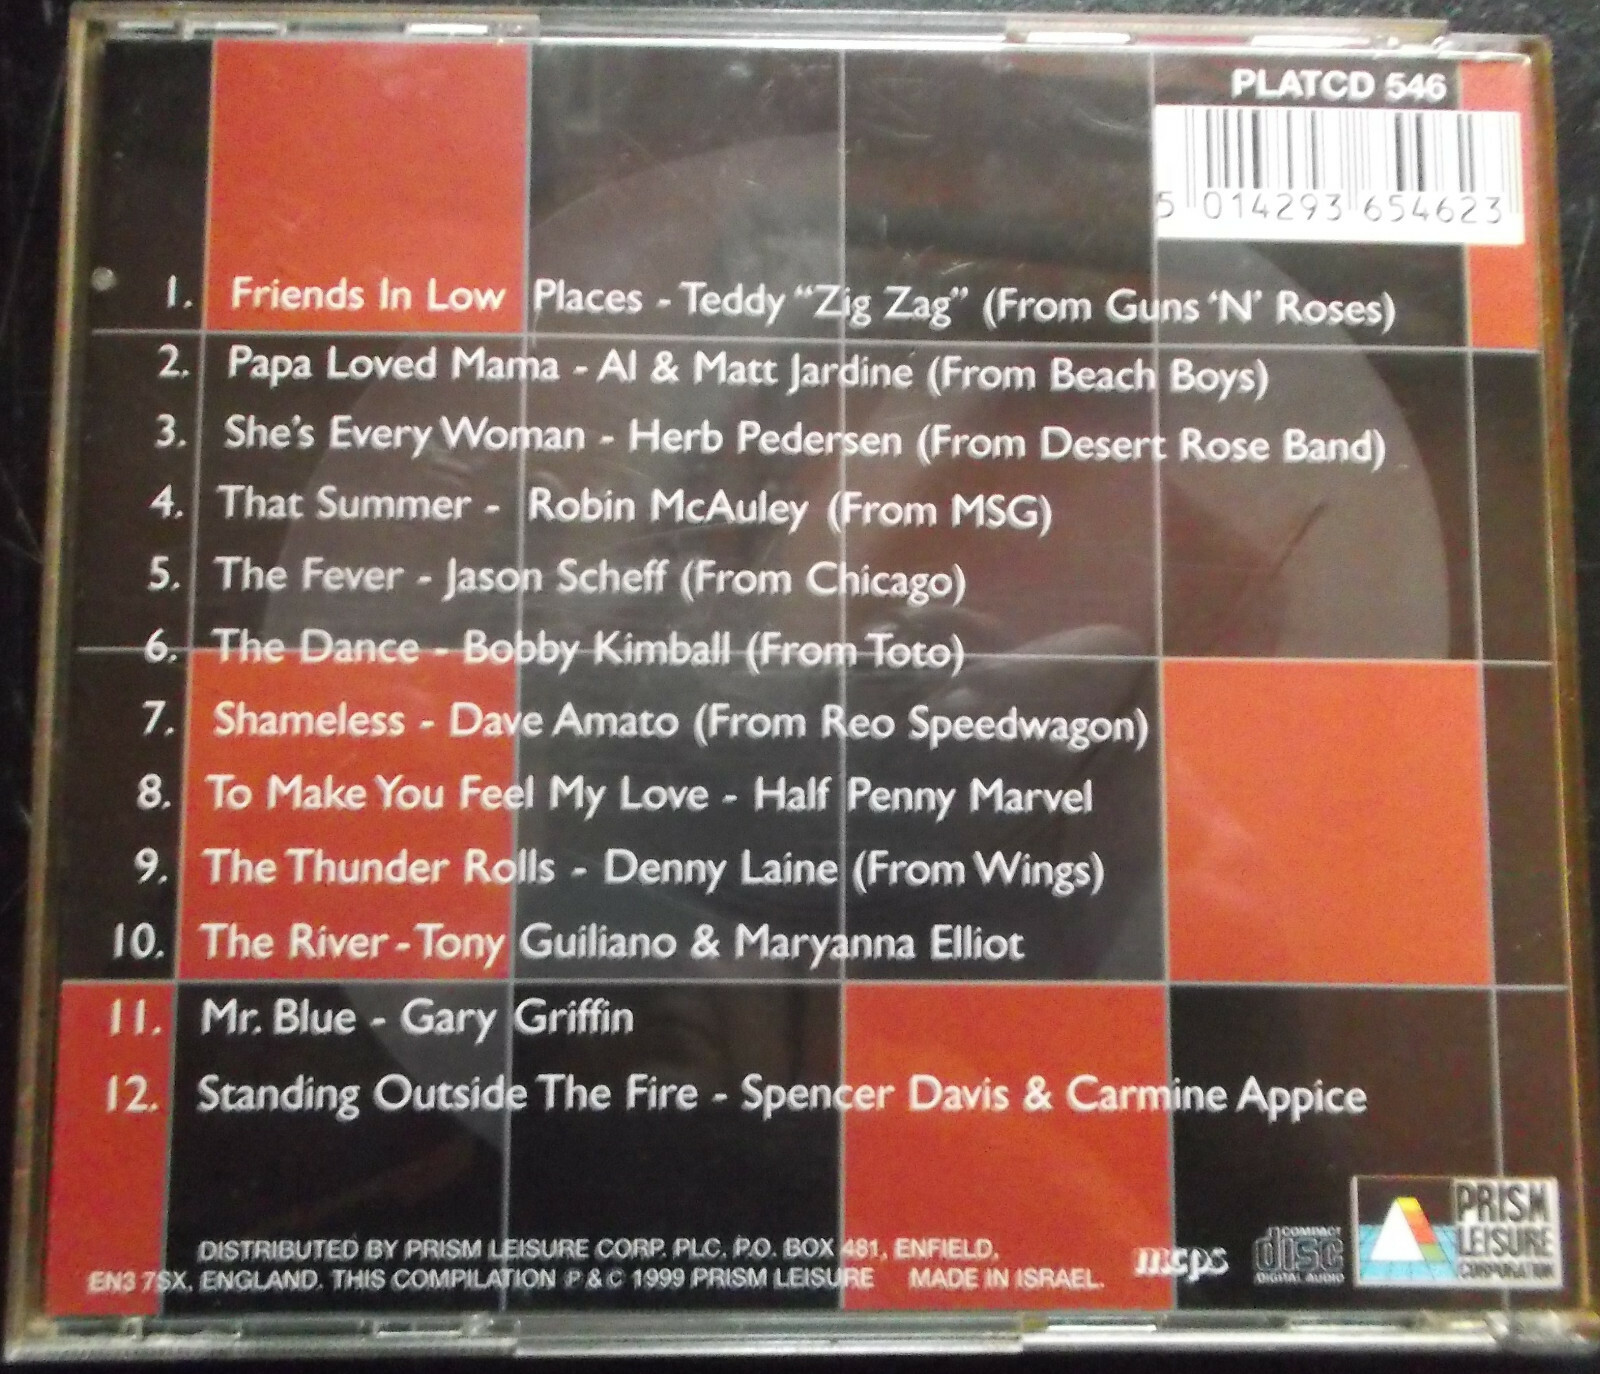 PLATCD 546
5 014293 654623
1. Friends In Low Places - Teddy “Zig Zag” (From Guns ‘N’ Roses)
2. Papa Loved Mama - Al & Matt Jardine (From Beach Boys)
3. She's Every Woman - Herb Pedersen (From Desert Rose Band)
4. That Summer - Robin McAuley (From MSG)
5. The Fever - Jason Scheff (From Chicago)
6. The Dance - Bobby Kimball (From Toto)
7. Shameless - Dave Amato (From Reo Speedwagon)
8. To Make You Feel My Love - Half Penny Marvel
9. The Thunder Rolls - Denny Laine (From Wings)
10. The River - Tony Guiliano & Maryanna Elliot
11. Mr. Blue - Gary Griffin
12. Standing Outside The Fire - Spencer Davis & Carmine Appice
DISTRIBUTED BY PRISM LEISURE CORP. PLC. P.O. BOX 481, ENFIELD,
EN3 7SX, ENGLAND. THIS COMPILATION ℗ & © 1999 PRISM LEISURE MADE IN ISRAEL.
mcps
COMPACT
disc
DIGITAL AUDIO
PRISM
LEISURE
CORPORATION